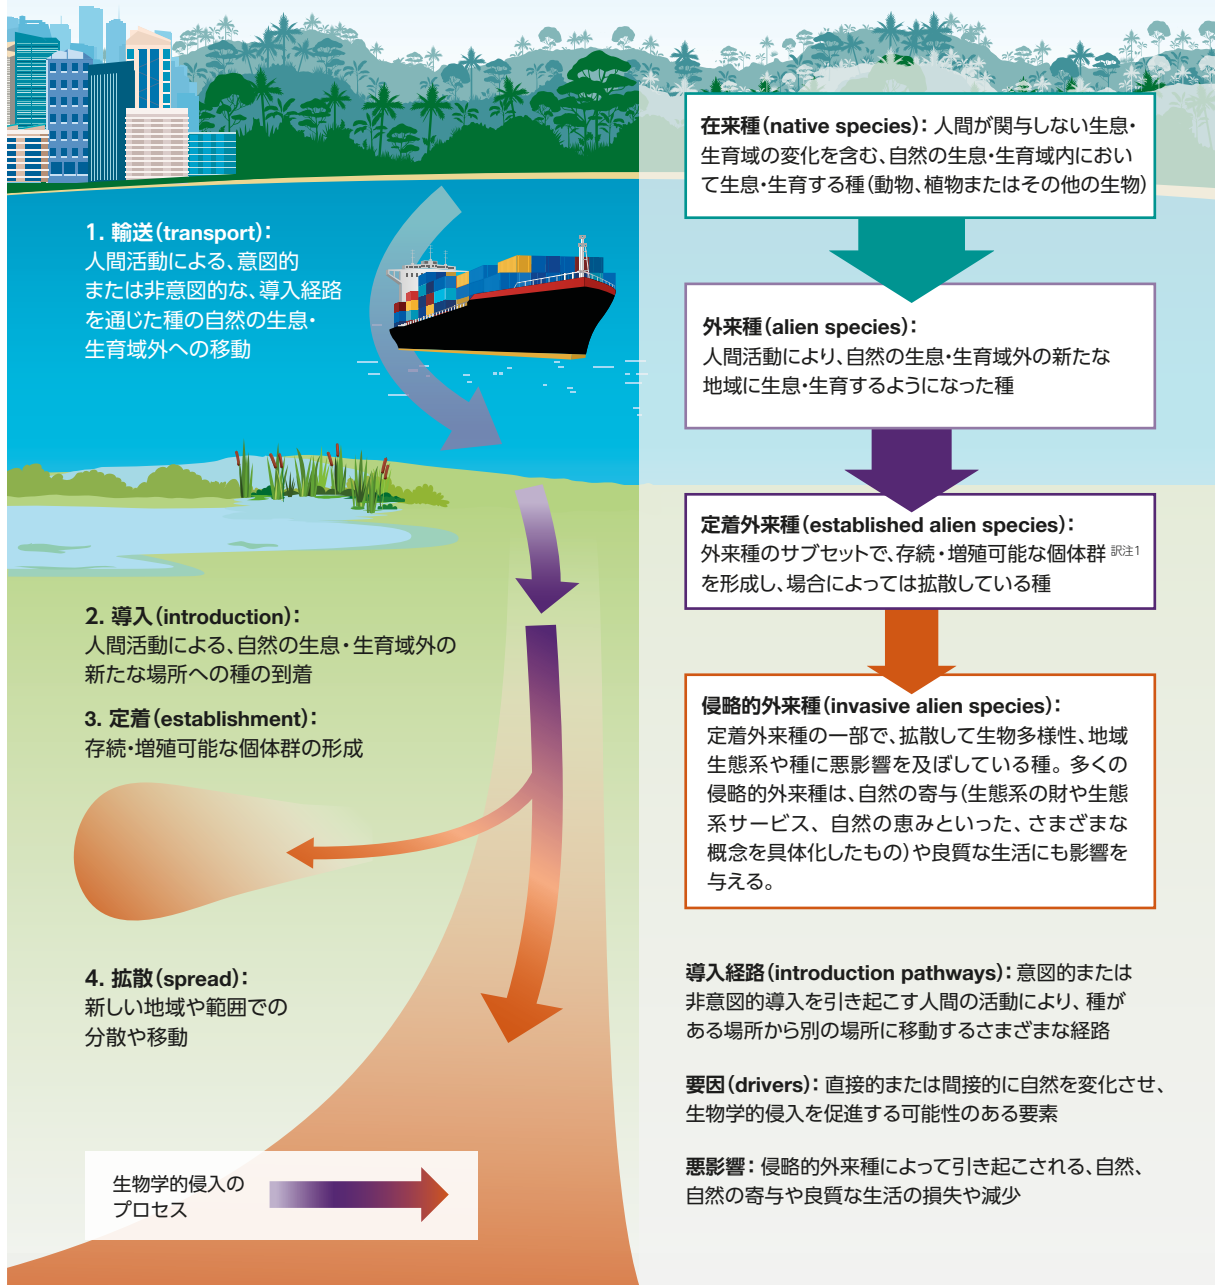 1. 輸送（transport）：
人間活動による、意図的
または非意図的な、導入経路
を通じた種の自然の生息・
生育域外への移動
2. 導入（introduction）：
人間活動による、自然の生息・生育域外の
新たな場所への種の到着
3. 定着（establishment）：
存続・増殖可能な個体群の形成
4. 拡散（spread）：
新しい地域や範囲での
分散や移動
生物学的侵入の
プロセス
在来種（native species）：人間が関与しない生息・
生育域の変化を含む、自然の生息・生育域内におい
て生息・生育する種（動物、植物またはその他の生物）
外来種（alien species）：
人間活動により、自然の生息・生育域外の新たな
地域に生息・生育するようになった種
定着外来種（established alien species）：
外来種のサブセットで、存続・増殖可能な個体群 訳注1
を形成し、場合によっては拡散している種
侵略的外来種（invasive alien species）：
定着外来種の一部で、拡散して生物多様性、地域
生態系や種に悪影響を及ぼしている種。多くの
侵略的外来種は、自然の寄与（生態系の財や生態
系サービス、自然の恵みといった、さまざまな
概念を具体化したもの）や良質な生活にも影響を
与える。
導入経路（introduction pathways）：意図的または
非意図的導入を引き起こす人間の活動により、種が
ある場所から別の場所に移動するさまざまな経路
要因（drivers）：直接的または間接的に自然を変化させ、
生物学的侵入を促進する可能性のある要素
悪影響：侵略的外来種によって引き起こされる、自然、
自然の寄与や良質な生活の損失や減少